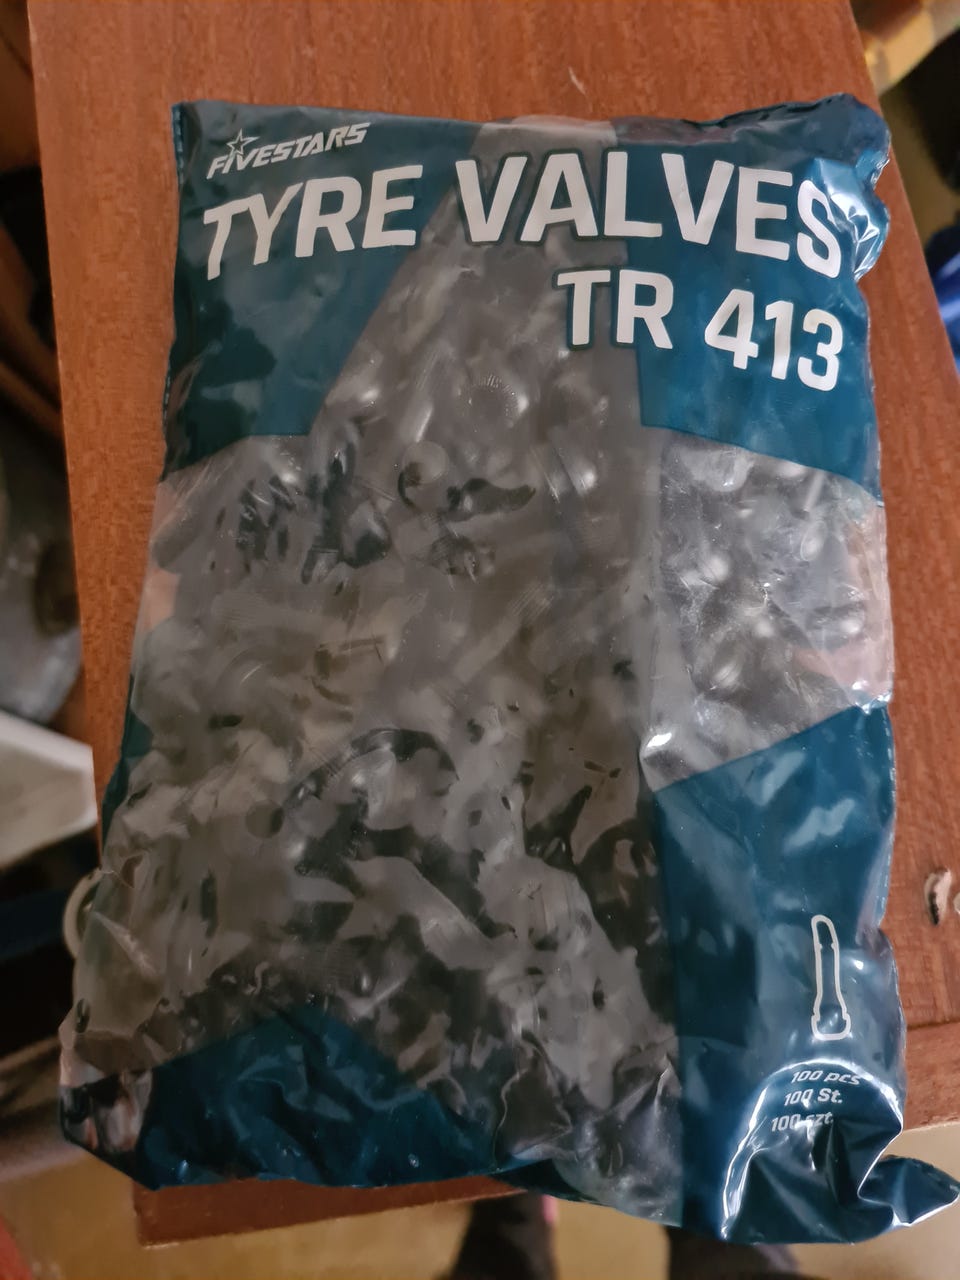 FIVESTARS
TYRE VALVES
TR 413
100 pcs
100 St.
100 szt.